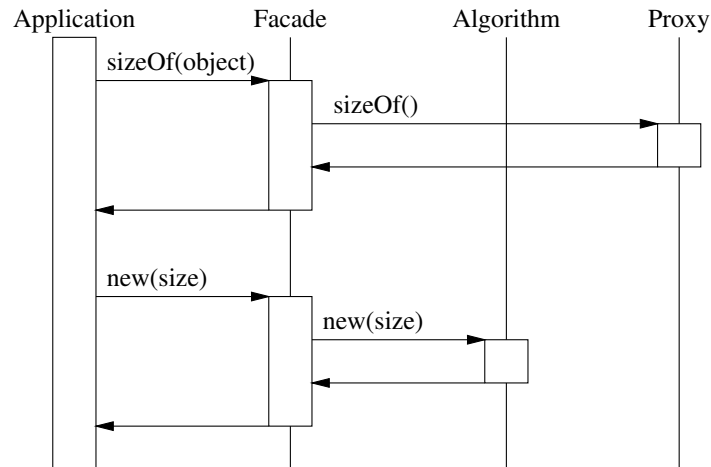 Application Facade Algorithm Proxy
sizeOf(object)
sizeOf()
new(size)
new(size)